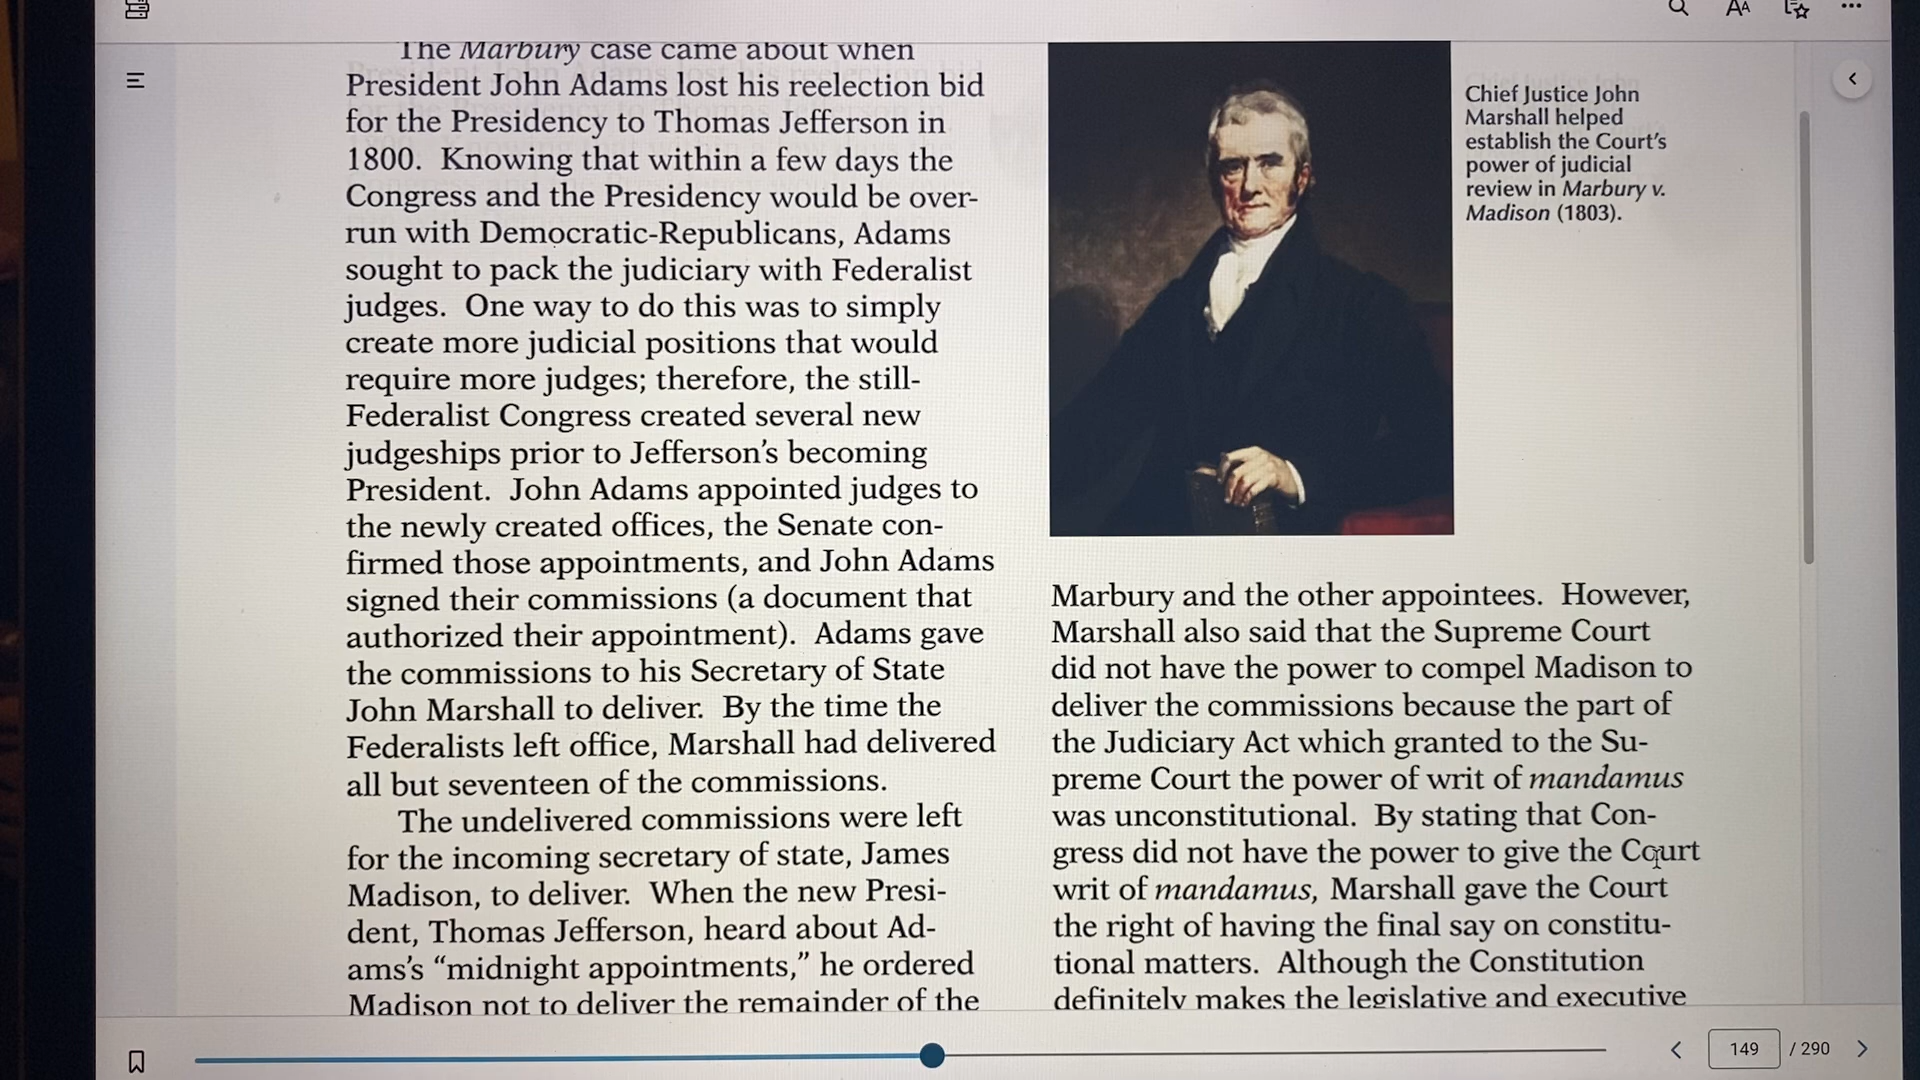 The Marbury case came about when
President John Adams lost his reelection bid
for the Presidency to Thomas Jefferson in
1800. Knowing that within a few days the
Congress and the Presidency would be over-
run with Democratic-Republicans, Adams
sought to pack the judiciary with Federalist
judges. One way to do this was to simply
create more judicial positions that would
require more judges; therefore, the still-
Federalist Congress created several new
judgeships prior to Jefferson's becoming
President. John Adams appointed judges to
the newly created offices, the Senate con-
firmed those appointments, and John Adams
signed their commissions (a document that
authorized their appointment). Adams gave
the commissions to his Secretary of State
John Marshall to deliver. By the time the
Federalists left office, Marshall had delivered
all but seventeen of the commissions.
The undelivered commissions were left
for the incoming secretary of state, James
Madison, to deliver. When the new Presi-
dent, Thomas Jefferson, heard about Ad-
ams's “midnight appointments,” he ordered
Madison not to deliver the remainder of the
Chief Justice John
Marshall helped
establish the Court's
power of judicial
review in Marbury v.
Madison (1803).
Marbury and the other appointees. However,
Marshall also said that the Supreme Court
did not have the power to compel Madison to
deliver the commissions because the part of
the Judiciary Act which granted to the Su-
preme Court the power of writ of mandamus
was unconstitutional. By stating that Con-
gress did not have the power to give the Court
writ of mandamus, Marshall gave the Court
the right of having the final say on constitu-
tional matters. Although the Constitution
definitely makes the legislative and executive
149 / 290